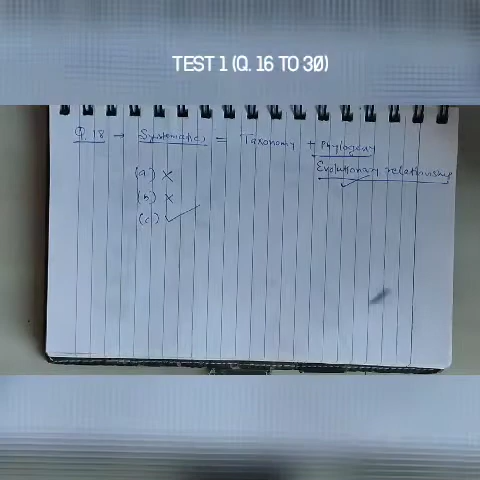 TEST 1 (Q. 16 TO 30)
Q. 18 → Systematics = Taxonomy + Phylogeny
Evolutionary relationship
(a) ×
(b) ×
(c) ✓